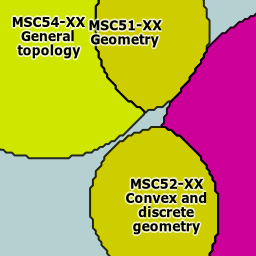 MSC54-XX
General
topology
MSC51-XX
Geometry
MSC52-XX
Convex and
discrete
geometry